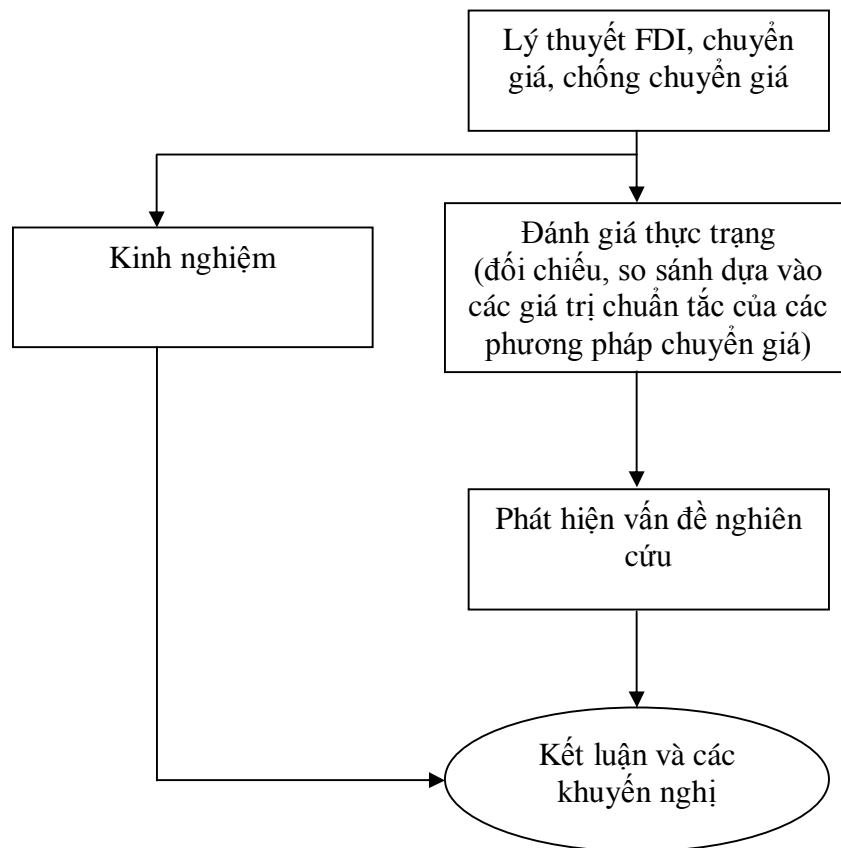 Lý thuyết FDI, chuyển
giá, chống chuyển giá
Kinh nghiệm
Đánh giá thực trạng
(đối chiếu, so sánh dựa vào
các giá trị chuẩn tắc của các
phương pháp chuyển giá)
Phát hiện vấn đề nghiên
cứu
Kết luận và các
khuyến nghị